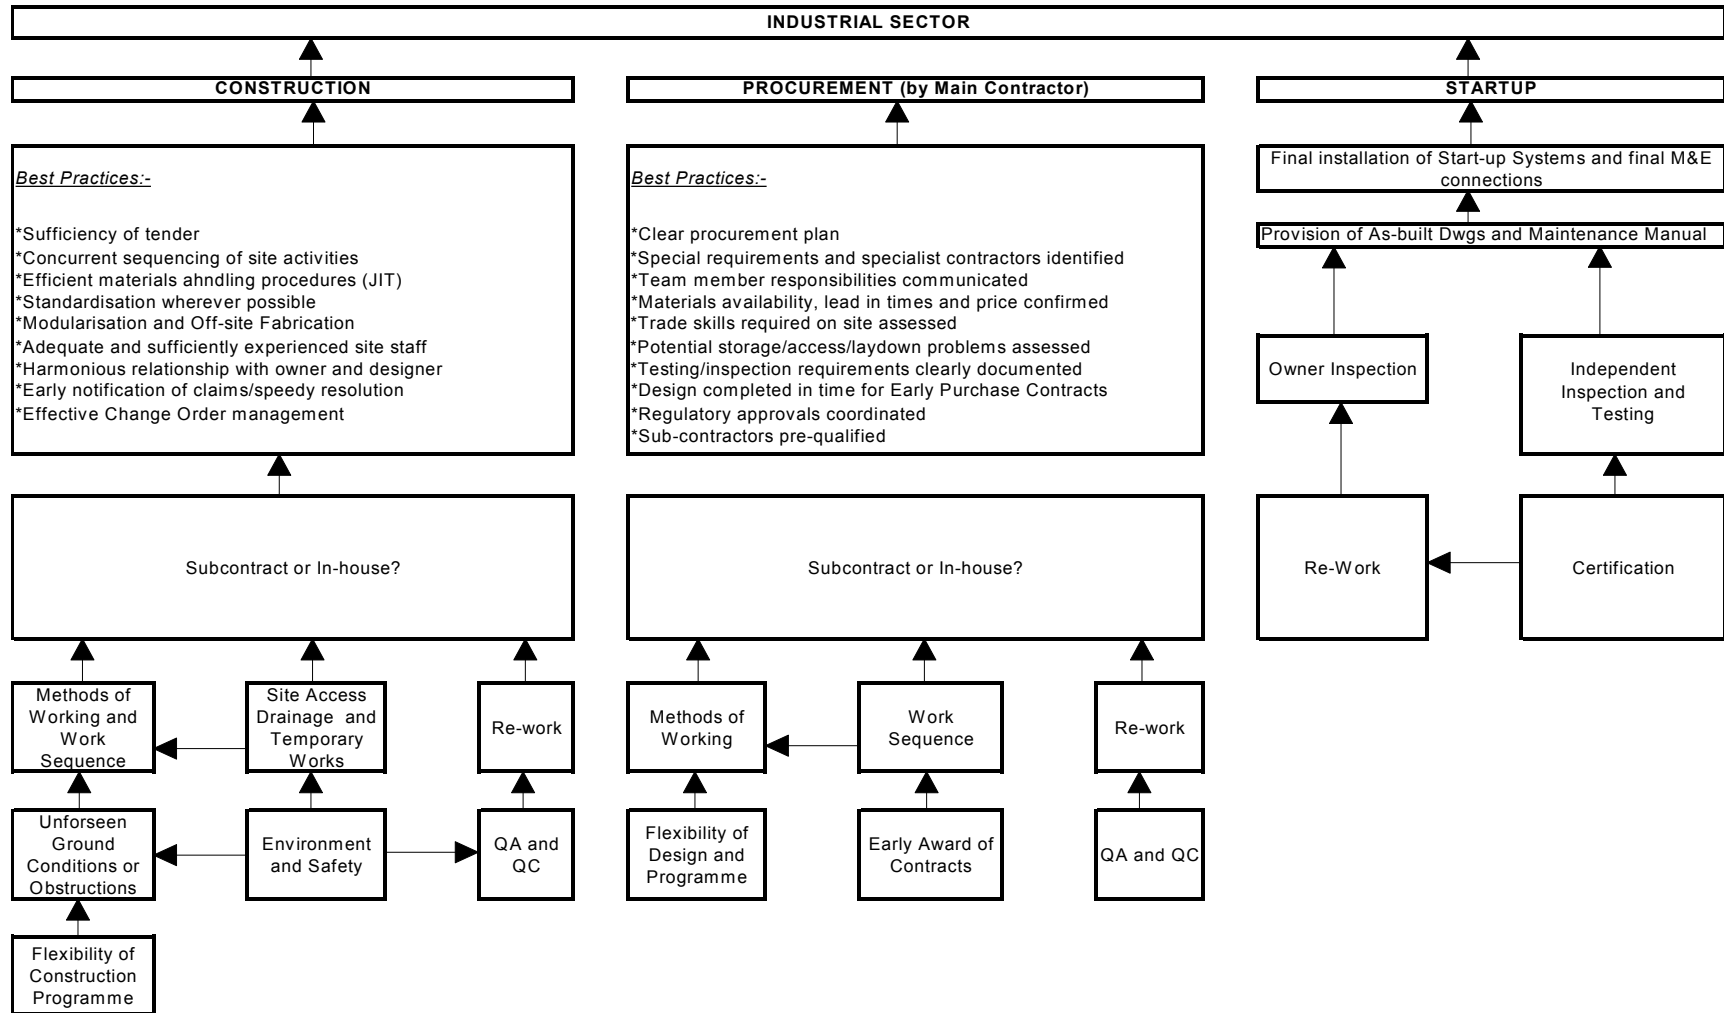 INDUSTRIAL SECTOR
CONSTRUCTION
Best Practices:-
*Sufficiency of tender
*Concurrent sequencing of site activities
*Efficient materials ahndling procedures (JIT)
*Standardisation wherever possible
*Modularisation and Off-site Fabrication
*Adequate and sufficiently experienced site staff
*Harmonious relationship with owner and designer
*Early notification of claims/speedy resolution
*Effective Change Order management
Subcontract or In-house?
Methods of
Working and
Work
Sequence
Site Access
Drainage and
Temporary
Works
Re-work
Unforseen
Ground
Conditions or
Obstructions
Environment
and Safety
QA and
QC
Flexibility of
Construction
Programme
PROCUREMENT (by Main Contractor)
Best Practices:-
*Clear procurement plan
*Special requirements and specialist contractors identified
*Team member responsibilities communicated
*Materials availability, lead in times and price confirmed
*Trade skills required on site assessed
*Potential storage/access/laydown problems assessed
*Testing/inspection requirements clearly documented
*Design completed in time for Early Purchase Contracts
*Regulatory approvals coordinated
*Sub-contractors pre-qualified
Subcontract or In-house?
Methods of
Working
Work
Sequence
Re-work
Flexibility of
Design and
Programme
Early Award of
Contracts
QA and QC
STARTUP
Final installation of Start-up Systems and final M&E
connections
Provision of As-built Dwgs and Maintenance Manual
Owner Inspection
Independent
Inspection and
Testing
Re-Work
Certification